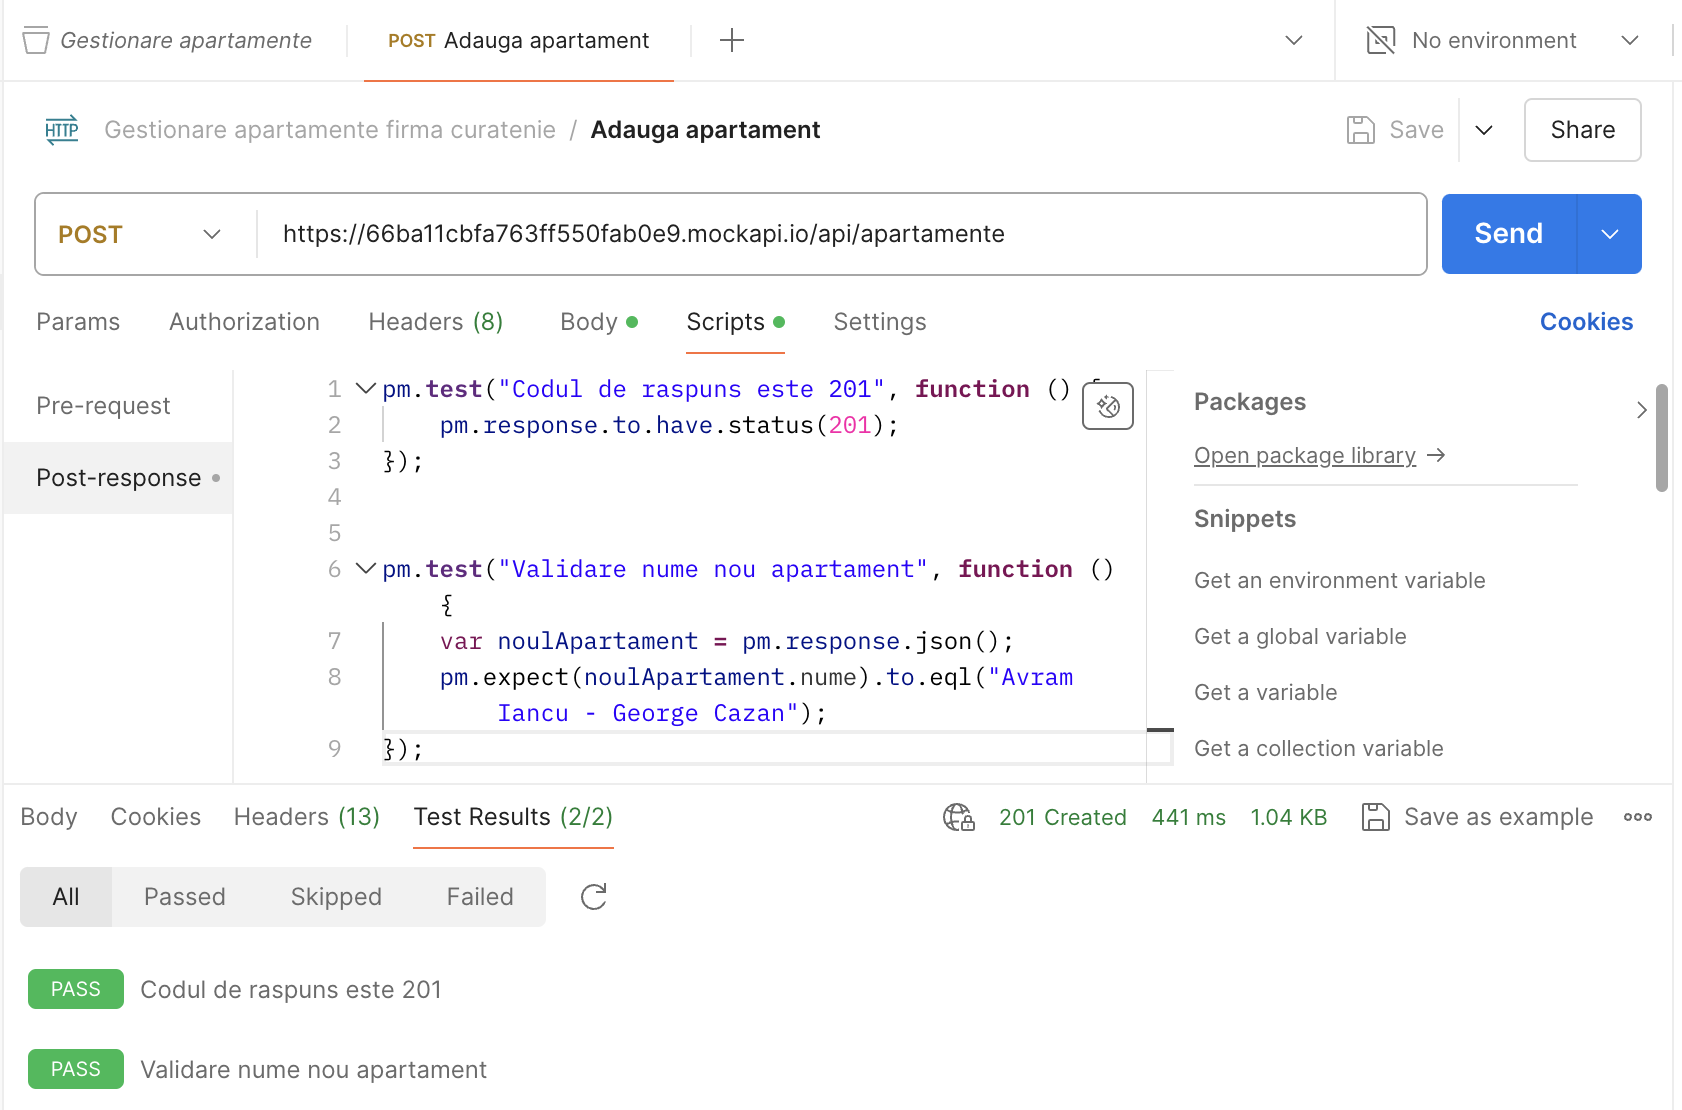 Gestionare apartamente
POST Adauga apartament
No environment
HTTP Gestionare apartamente firma curatenie / Adauga apartament
Save
Share
POST
https://66ba11cbfa763ff550fab0e9.mockapi.io/api/apartamente
Send
Params Authorization Headers (8) Body Scripts Settings Cookies
Pre-request
Post-response
1 pm.test("Codul de raspuns este 201", function () {
2 pm.response.to.have.status(201);
3 });
4
5
6 pm.test("Validare nume nou apartament", function ()
{
7 var noulApartament = pm.response.json();
8 pm.expect(noulApartament.nume).to.eql("Avram
Iancu - George Cazan");
9 });
Packages
Open package library →
Snippets
Get an environment variable
Get a global variable
Get a variable
Get a collection variable
Body Cookies Headers (13) Test Results (2/2) 201 Created 441 ms 1.04 KB Save as example
All Passed Skipped Failed
PASS Codul de raspuns este 201
PASS Validare nume nou apartament